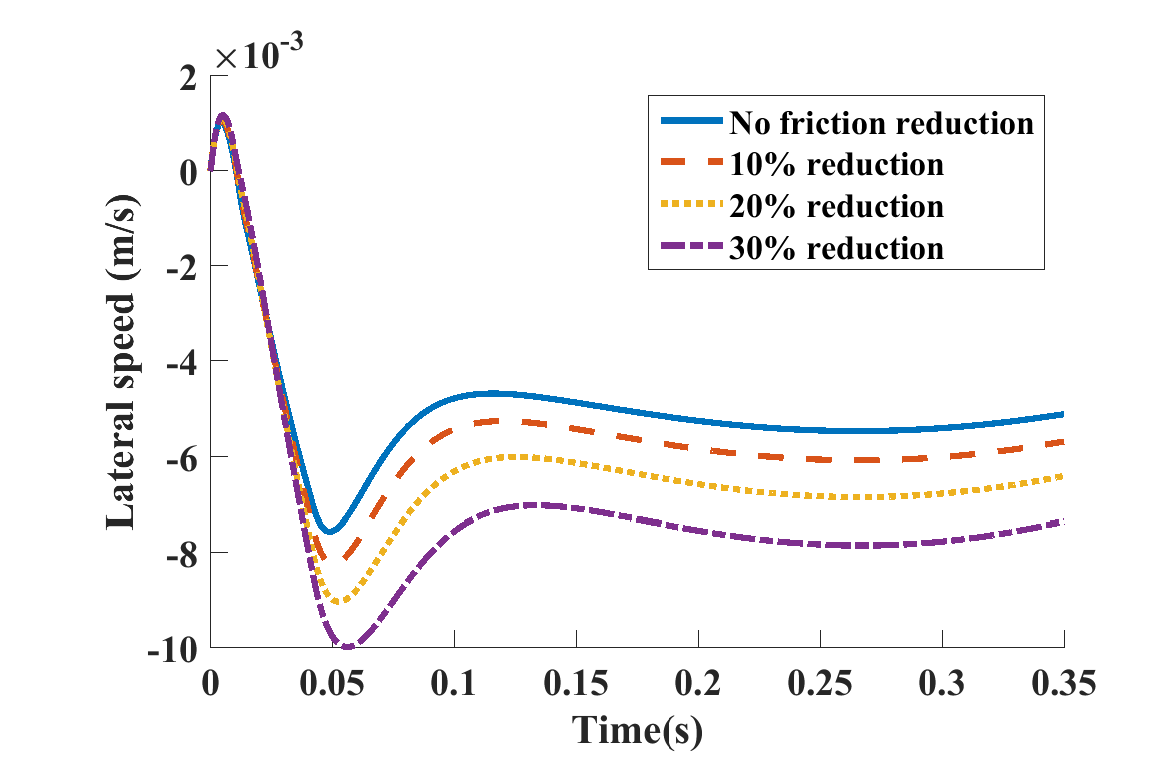 ×10-3
2
0
-2
-4
-6
-8
-10
Lateral speed (m/s)
No friction reduction
10% reduction
20% reduction
30% reduction
0 0.05 0.1 0.15 0.2 0.25 0.3 0.35
Time(s)